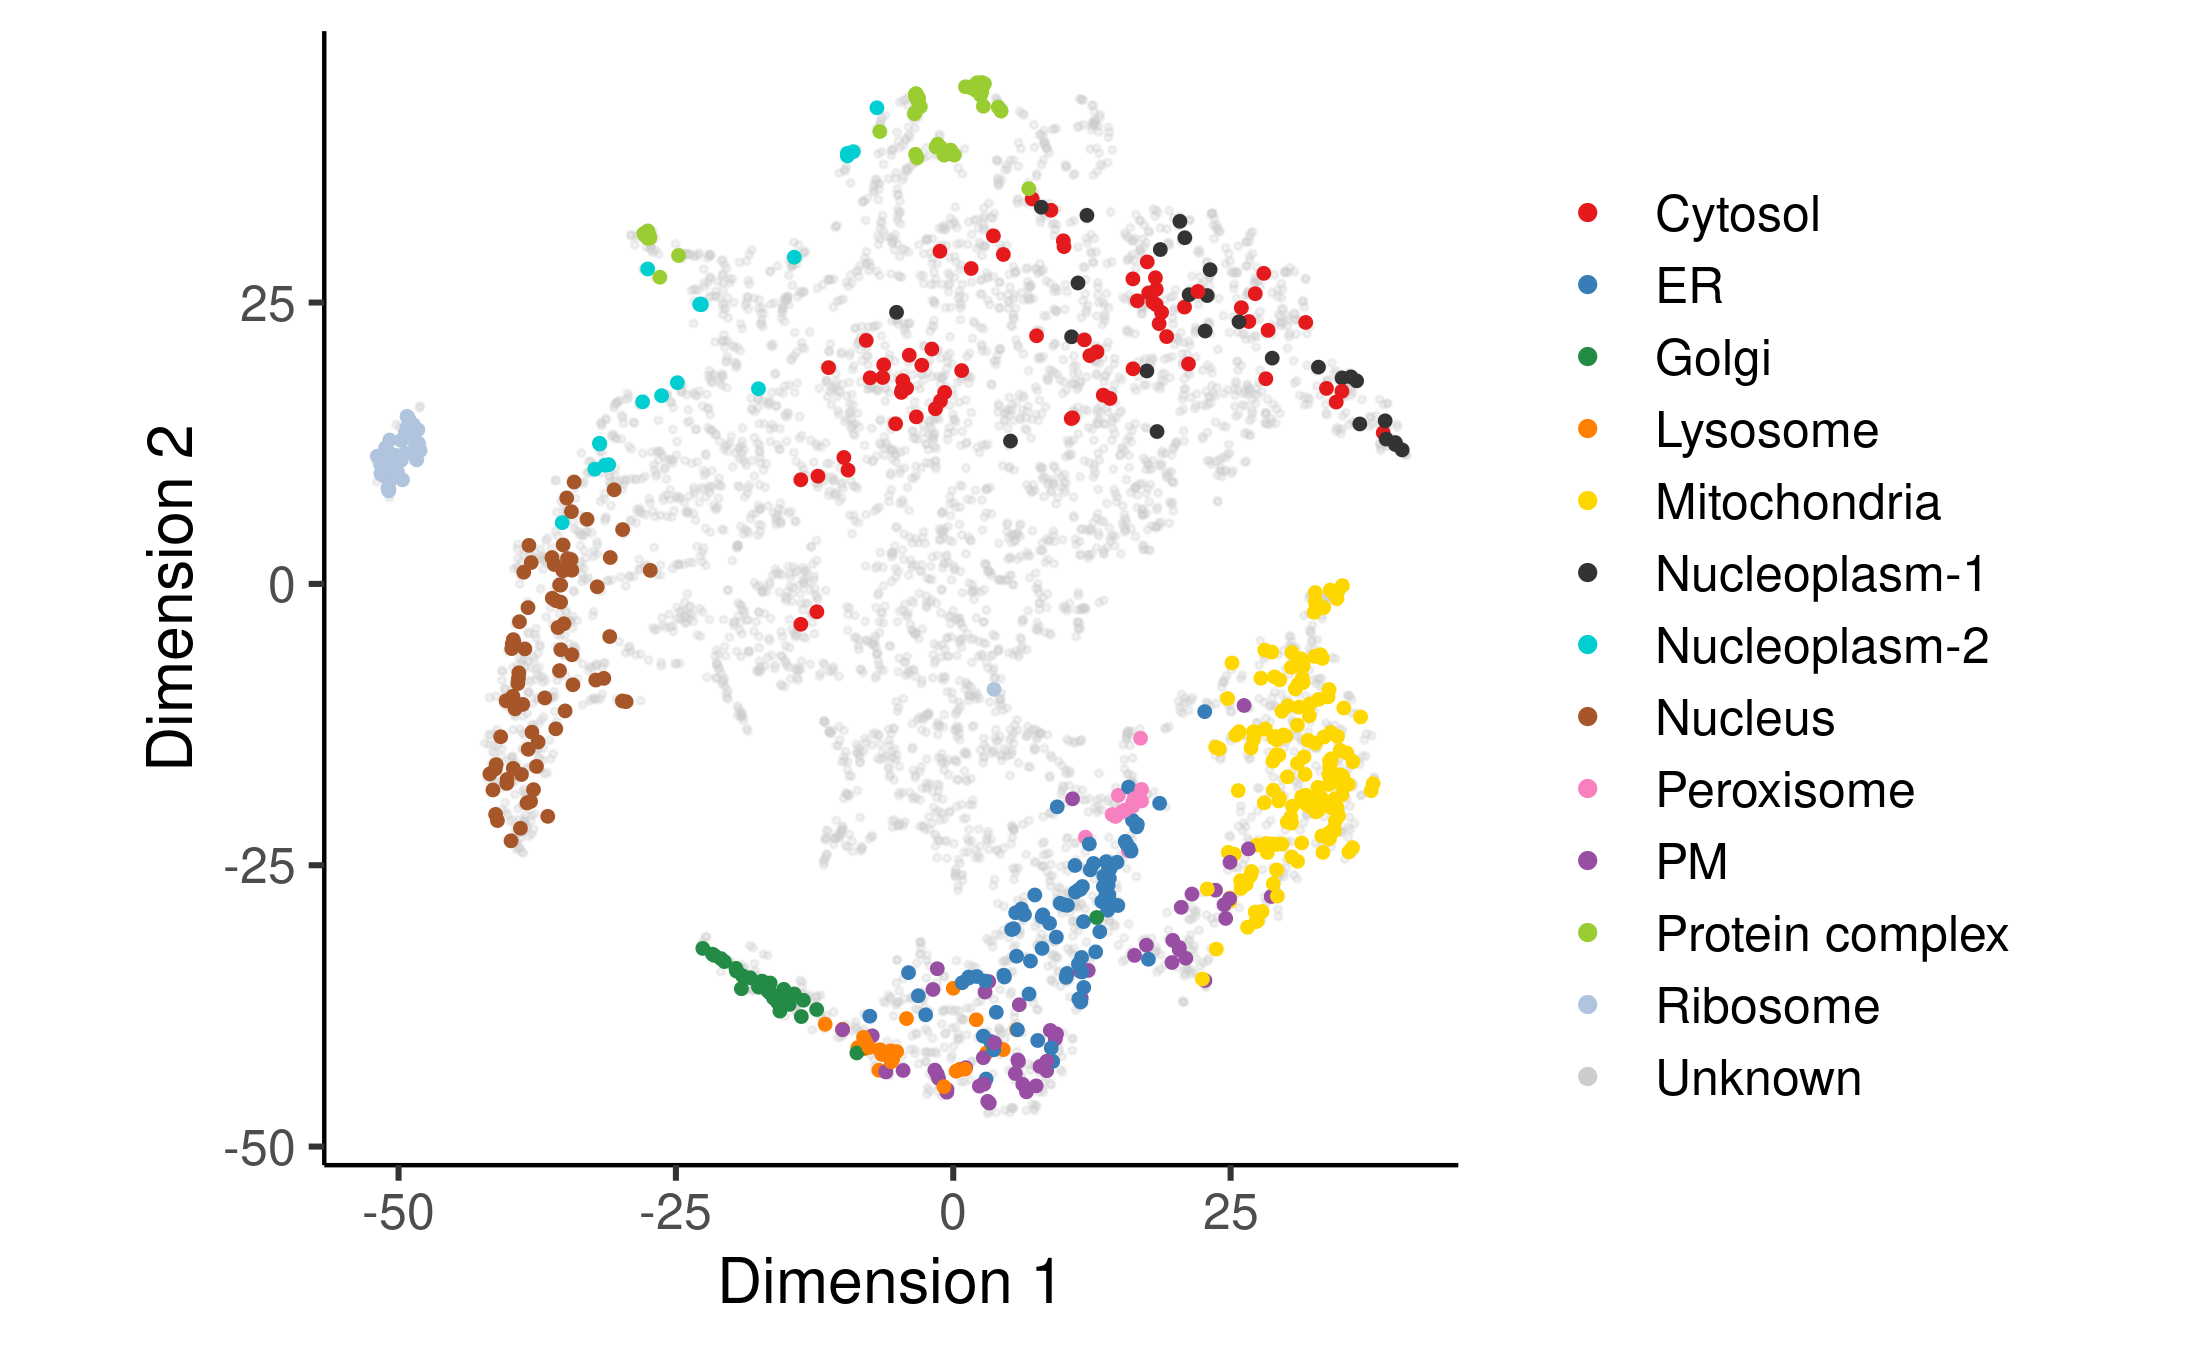 Dimension 2
25
0
-25
-50
-50
-25
0
25
Dimension 1
Cytosol
ER
Golgi
Lysosome
Mitochondria
Nucleoplasm-1
Nucleoplasm-2
Nucleus
Peroxisome
PM
Protein complex
Ribosome
Unknown